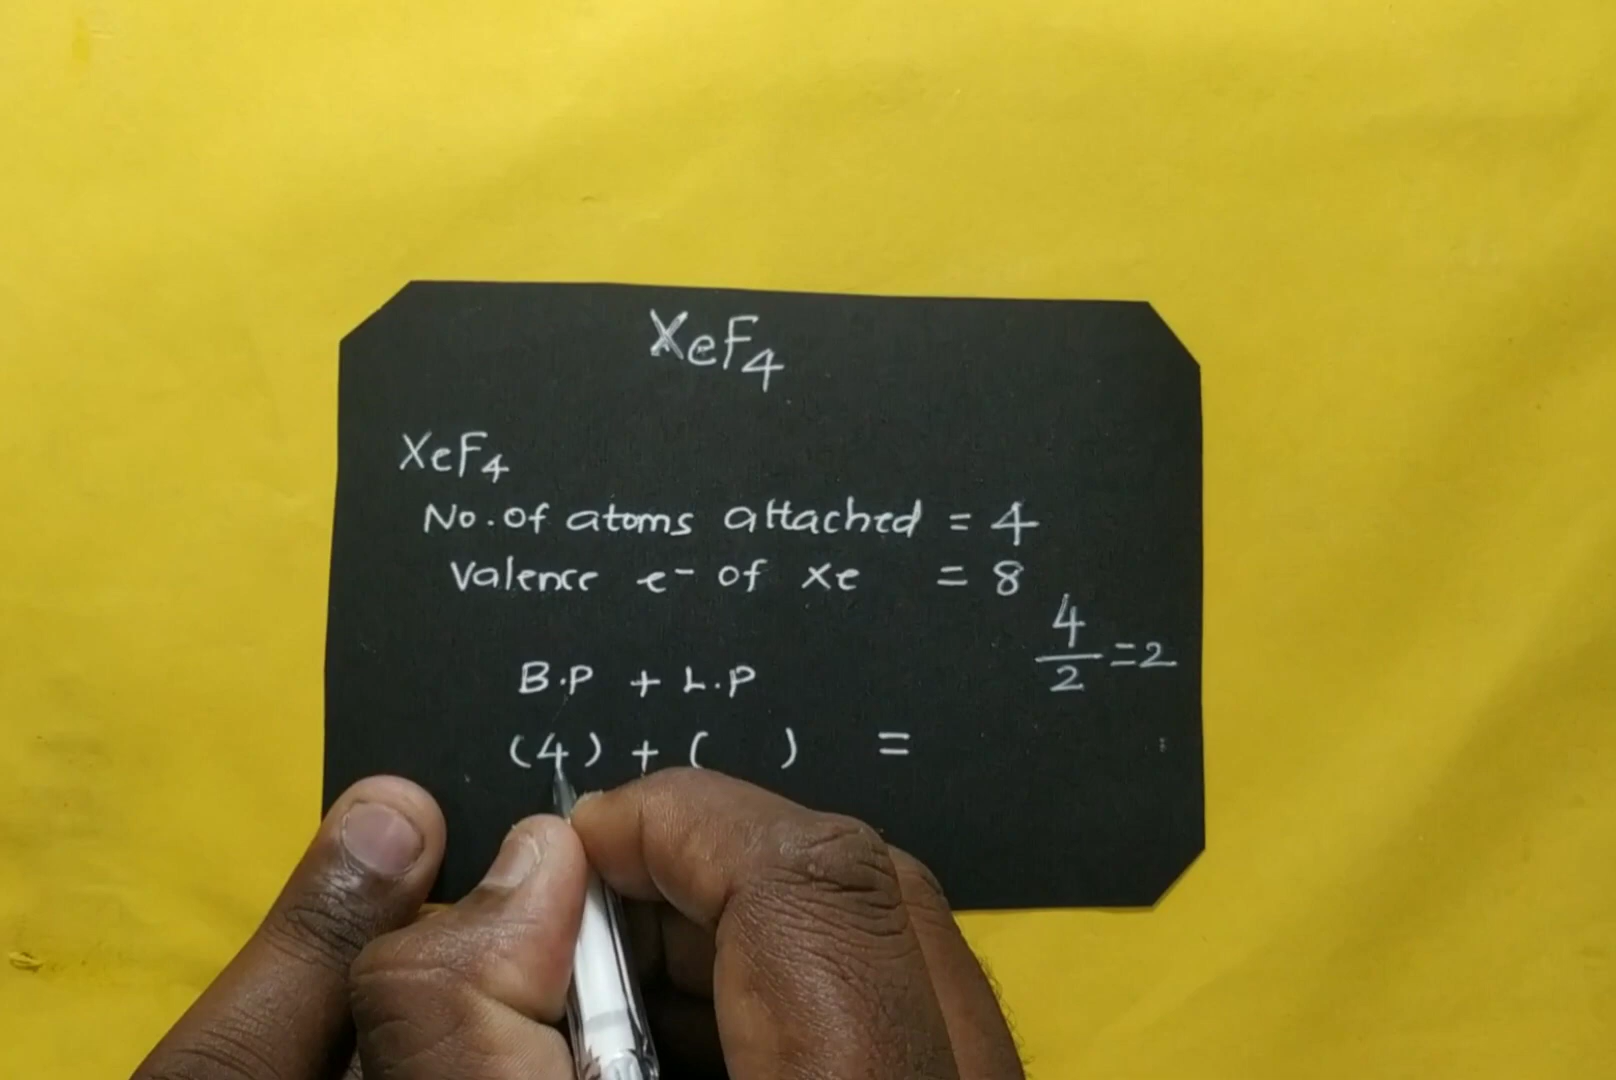 XeF4
XeF4
No. of atoms attached = 4
Valence e- of Xe = 8
4/2 = 2
B.P + L.P
(4) + ( ) =